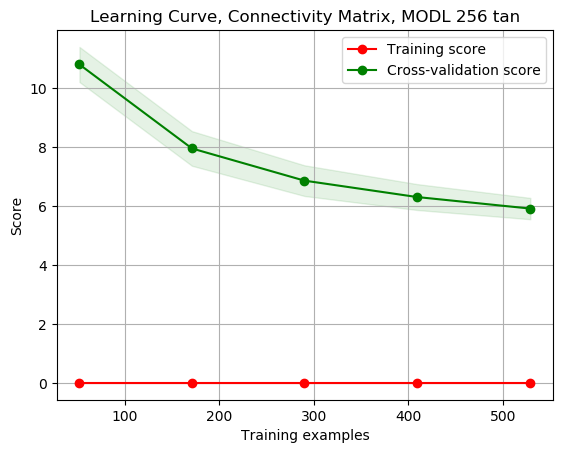 Learning Curve, Connectivity Matrix, MODL 256 tan
Training score
Cross-validation score
10
8
6
4
2
0
Score
100 200 300 400 500
Training examples